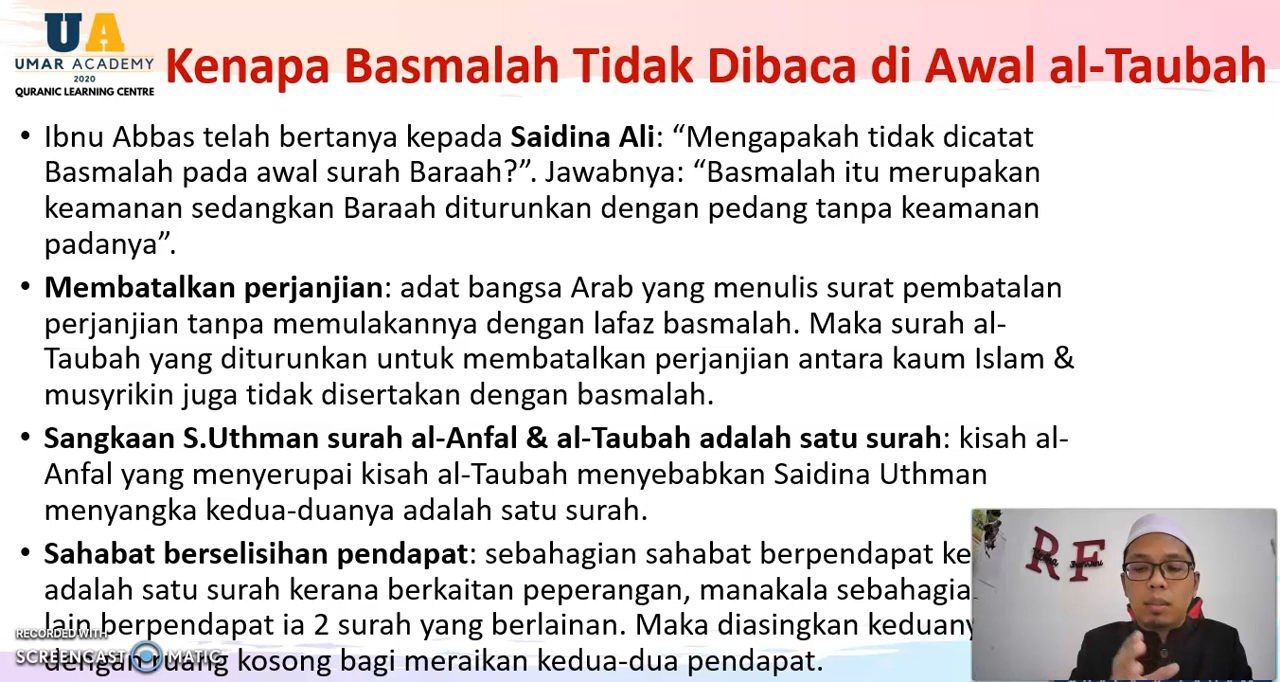 UA
UMAR ACADEMY
2020
QURANIC LEARNING CENTRE
Kenapa Basmalah Tidak Dibaca di Awal al-Taubah
• Ibnu Abbas telah bertanya kepada Saidina Ali: “Mengapakah tidak dicatat
Basmalah pada awal surah Baraah?”. Jawabnya: “Basmalah itu merupakan
keamanan sedangkan Baraah diturunkan dengan pedang tanpa keamanan
padanya”.
• Membatalkan perjanjian: adat bangsa Arab yang menulis surat pembatalan
perjanjian tanpa memulakannya dengan lafaz basmalah. Maka surah al-
Taubah yang diturunkan untuk membatalkan perjanjian antara kaum Islam &
musyrikin juga tidak disertakan dengan basmalah.
• Sangkaan S.Uthman surah al-Anfal & al-Taubah adalah satu surah: kisah al-
Anfal yang menyerupai kisah al-Taubah menyebabkan Saidina Uthman
menyangka kedua-duanya adalah satu surah.
• Sahabat berselisihan pendapat: sebahagian sahabat berpendapat ke
adalah satu surah kerana berkaitan peperangan, manakala sebahagia
lain berpendapat ia 2 surah yang berlainan. Maka diasingkan keduany
dengan ruang kosong bagi meraikan kedua-dua pendapat.
RECORDED WITH
SCREENCAST MATIC
RF